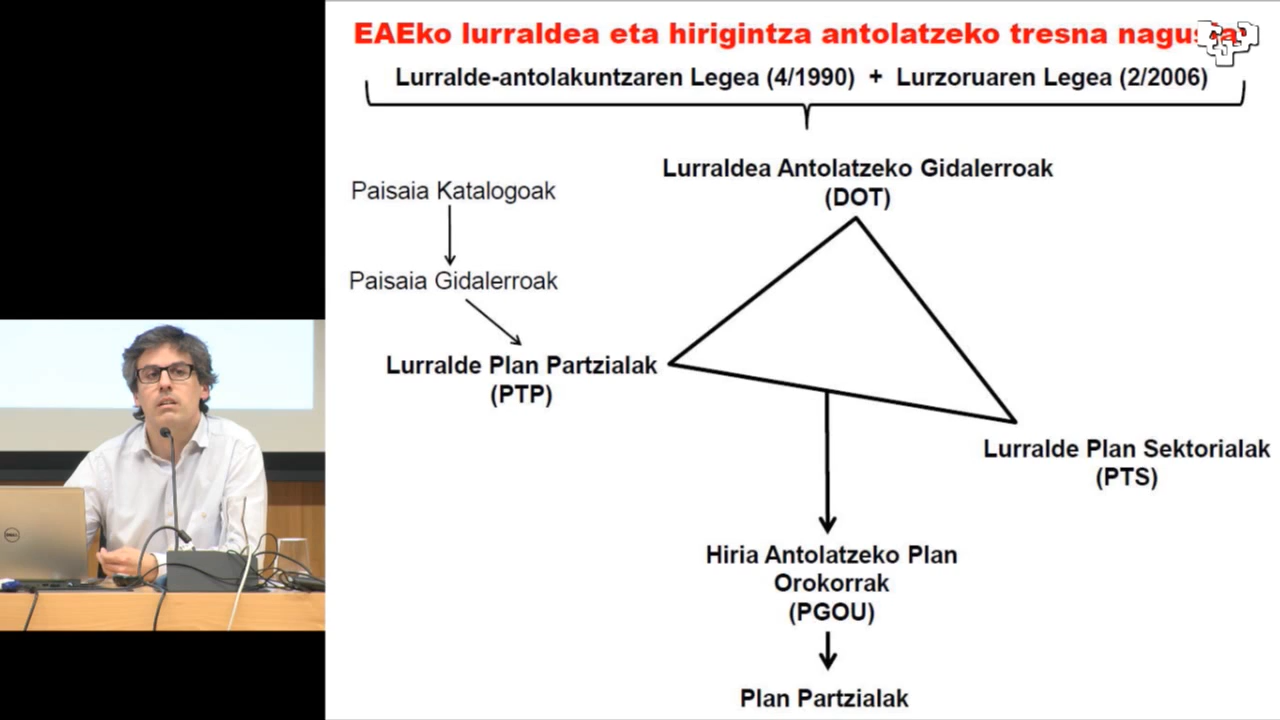 EAEko lurraldea eta hirigintza antolatzeko tresna
Lurralde-antolakuntzaren Legea (4/1990) + Lurzoruaren Legea (2/2006)
Lurraldea Antolatzeko Gidalerroak
(DOT)
Paisaia Katalogoak
Paisaia Gidalerroak
Lurralde Plan Partzialak
(PTP)
Lurralde Plan Sektorialak
(PTS)
Hiria Antolatzeko Plan
Orokorrak
(PGOU)
Plan Partzialak
DELL